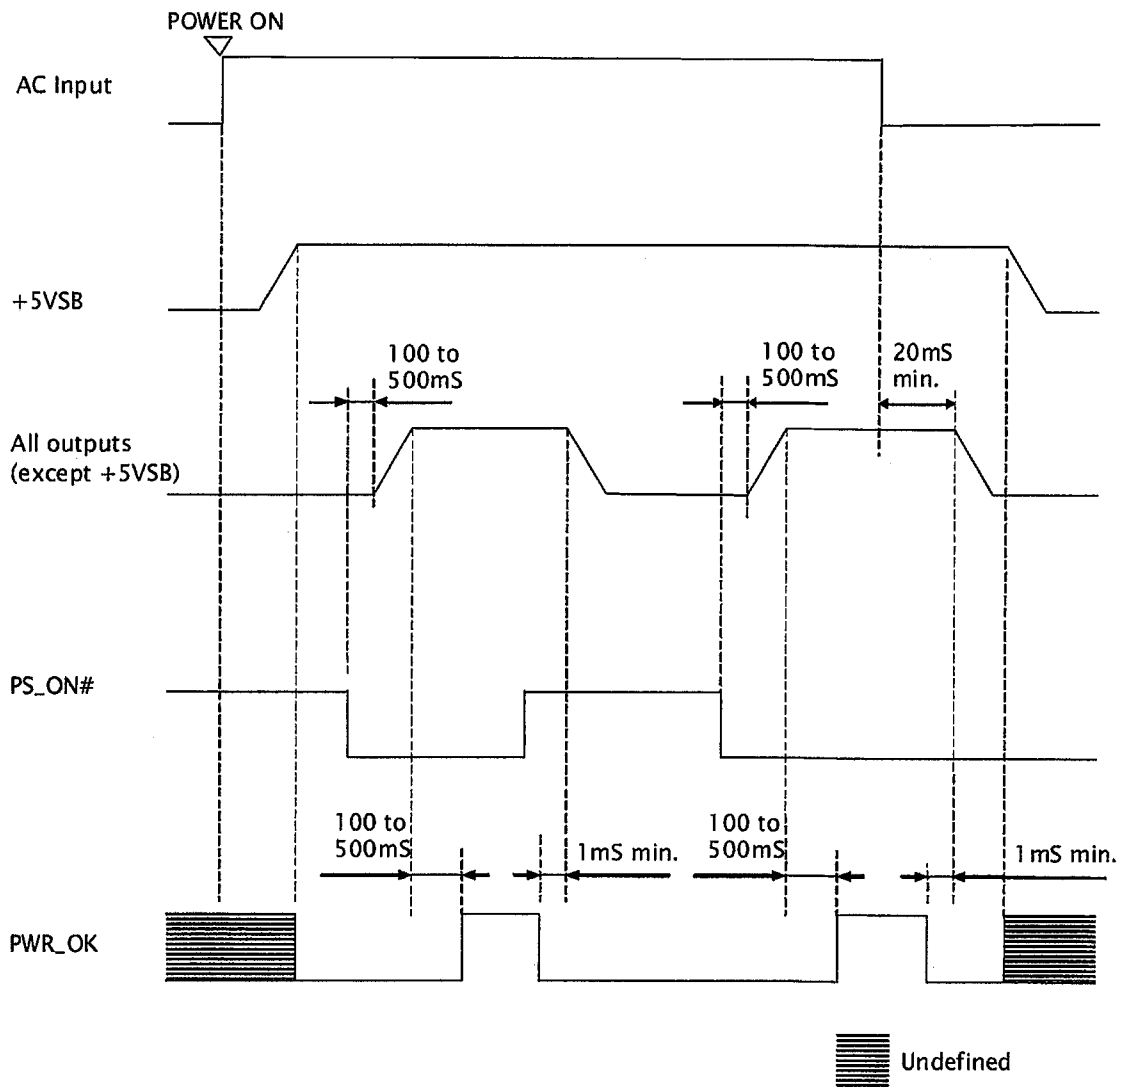 POWER ON
AC Input
+5VSB
100 to
500mS
100 to
500mS
20mS
min.
All outputs
(except +5VSB)
PS_ON#
100 to
500mS
1mS min.
100 to
500mS
1mS min.
PWR_OK
Undefined